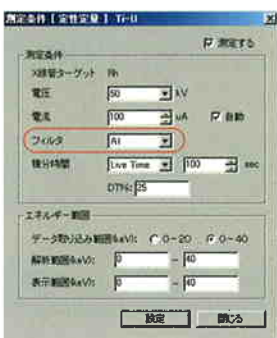 測定条件 [ 定性定量 ] Ti-U
測定する
測定条件
X線管ターゲット Rh
電圧 50 kV
電流 100 uA 自動
フィルタ Al
積分時間 Live Time 100 sec
DT%: 25
エネルギー範囲
データ取り込み範囲(keV): 0-20 0-40
解析範囲(keV): 0 - 40
表示範囲(keV): 0 - 40
設定 閉じる